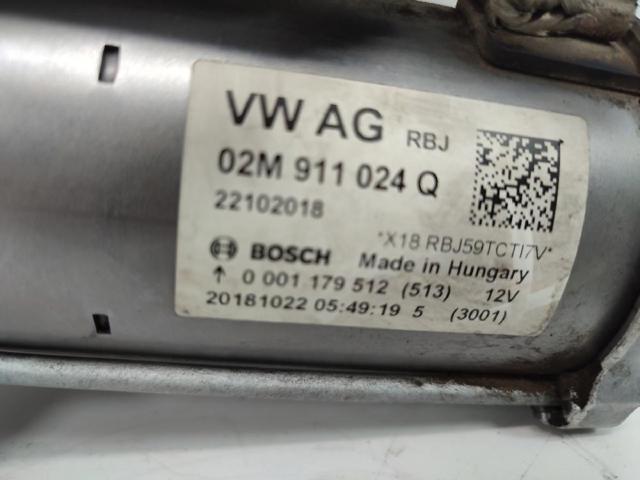 VW AG RBJ
02M 911 024 Q
22102018
*X18 RBJ59TCTI7V*
BOSCH Made in Hungary
↑ 0 001 179 512 (513) 12V
20181022 05:49:19 5 (3001)